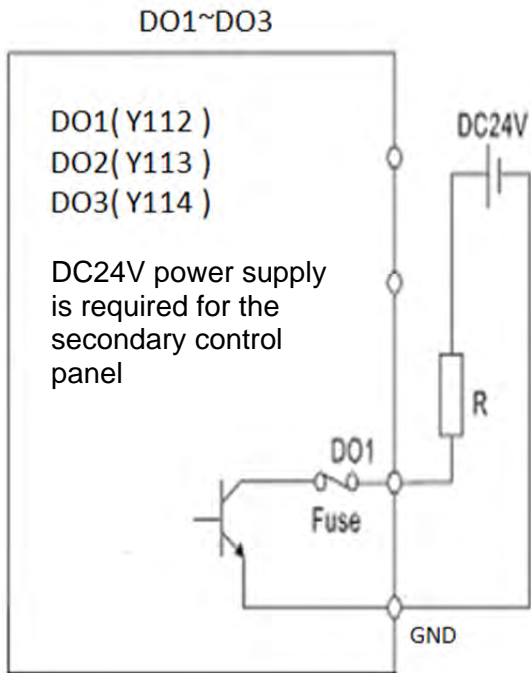 DO1~DO3
DO1( Y112 )
DO2( Y113 )
DO3( Y114 )
DC24V
DC24V power supply
is required for the
secondary control
panel
R
DO1
Fuse
GND